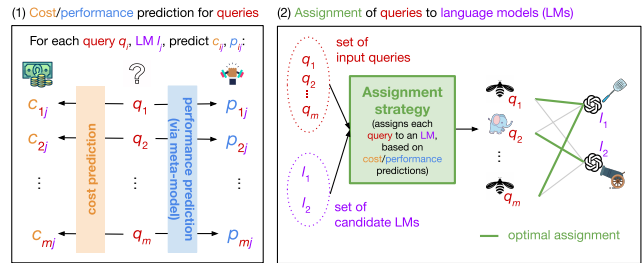 (1) Cost/performance prediction for queries
For each query qi, LM lj, predict cij, pij:
c1j q1 p1j
c2j q2 p2j
⋮ ⋮ ⋮
cmj qm pmj
cost prediction
performance prediction
(via meta-model)
(2) Assignment of queries to language models (LMs)
set of
input queries
q1
q2
⋮
qm
l1
l2
set of
candidate LMs
Assignment
strategy
(assigns each
query to an LM,
based on
cost/performance
predictions)
q1
q2
⋮
qm
l1
l2
optimal assignment